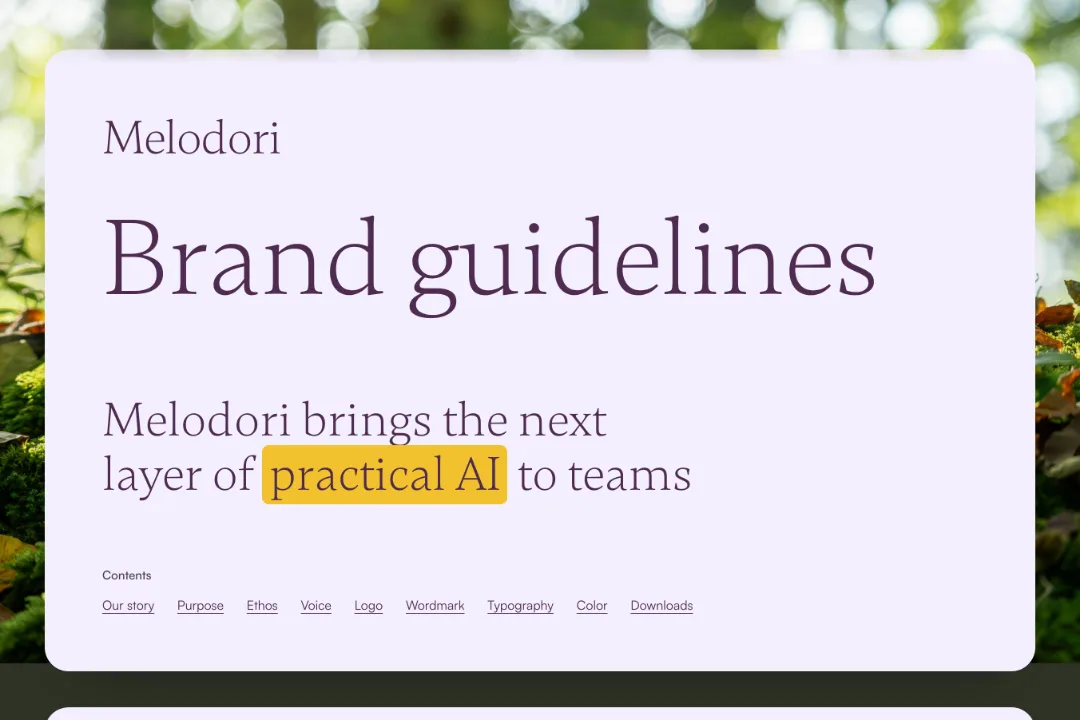 Melodori
Brand guidelines
Melodori brings the next
layer of practical AI to teams
Contents
Our story Purpose Ethos Voice Logo Wordmark Typography Color Downloads